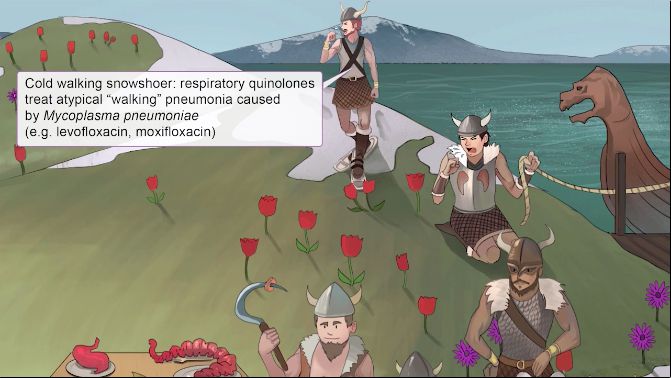 Cold walking snowshoer: respiratory quinolones
treat atypical “walking” pneumonia caused
by Mycoplasma pneumoniae
(e.g. levofloxacin, moxifloxacin)